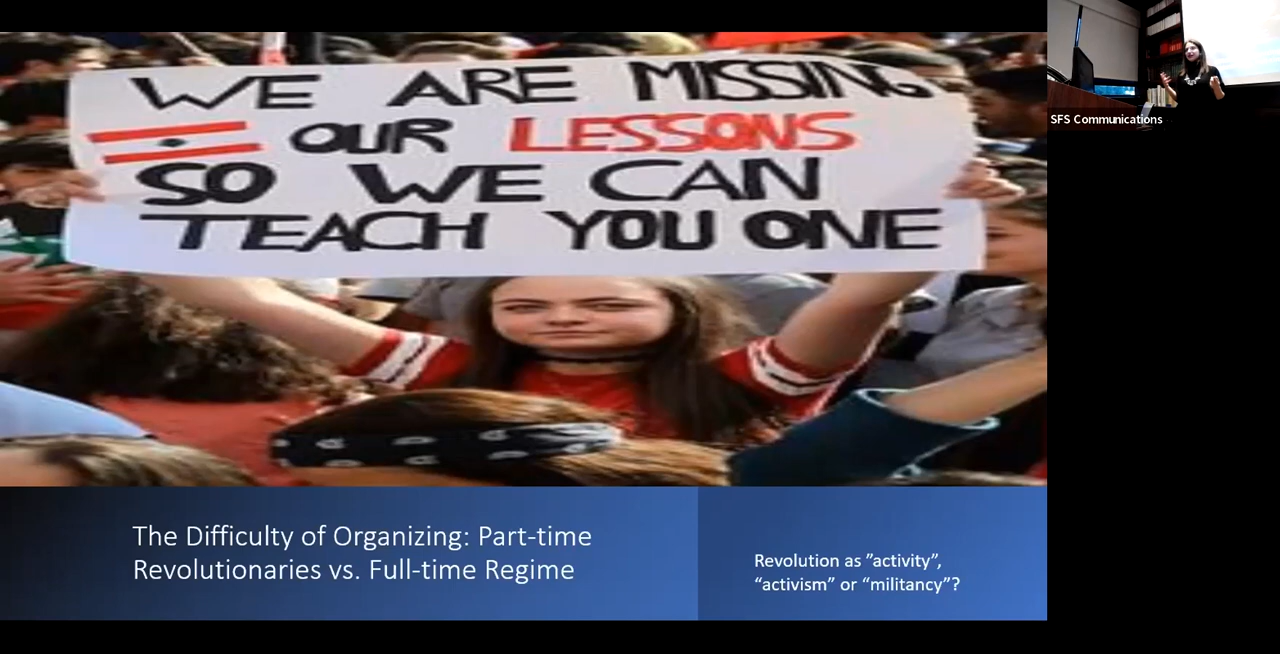 WE ARE MISSING
OUR LESSONS
SO WE CAN
TEACH YOU ONE
SFS Communications
The Difficulty of Organizing: Part-time
Revolutionaries vs. Full-time Regime
Revolution as ”activity”,
“activism” or “militancy”?